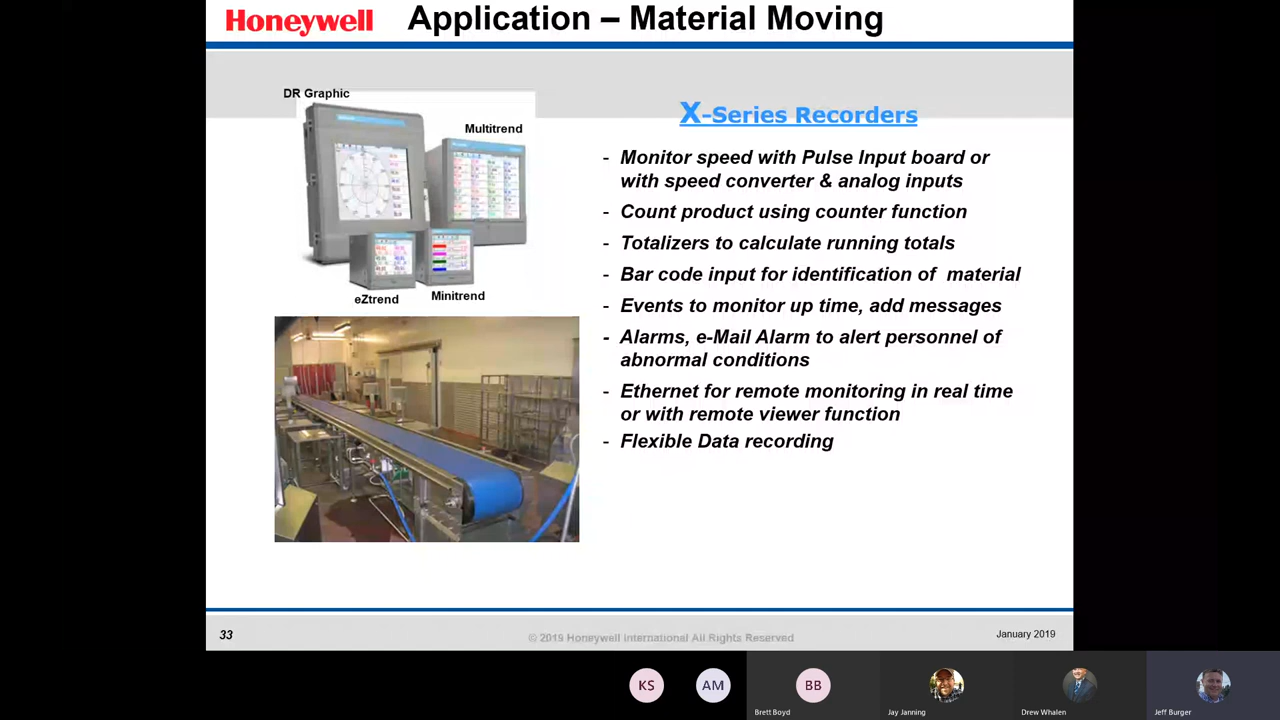 Honeywell
Application – Material Moving
DR Graphic
Multitrend
eZtrend
Minitrend
X-Series Recorders
- Monitor speed with Pulse Input board or
with speed converter & analog inputs
- Count product using counter function
- Totalizers to calculate running totals
- Bar code input for identification of material
- Events to monitor up time, add messages
- Alarms, e-Mail Alarm to alert personnel of
abnormal conditions
- Ethernet for remote monitoring in real time
or with remote viewer function
- Flexible Data recording
33
© 2019 Honeywell International All Rights Reserved
January 2019
KS
AM
BB
Brett Boyd
Jay Janning
Drew Whalen
Jeff Burger